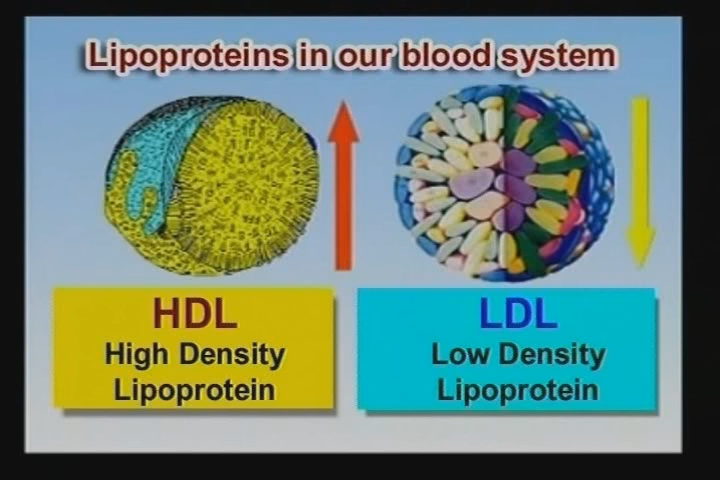 Lipoproteins in our blood system
HDL
High Density
Lipoprotein
LDL
Low Density
Lipoprotein